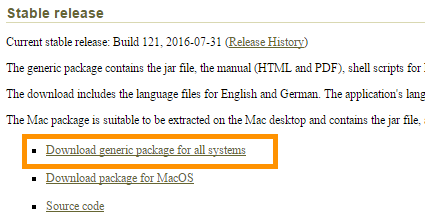 Stable release
Current stable release: Build 121, 2016-07-31 (Release History)
The generic package contains the jar file, the manual (HTML and PDF), shell scripts for
The download includes the language files for English and German. The application's lang
The Mac package is suitable to be extracted on the Mac desktop and contains the jar file,
Download generic package for all systems
Download package for MacOS
Source code